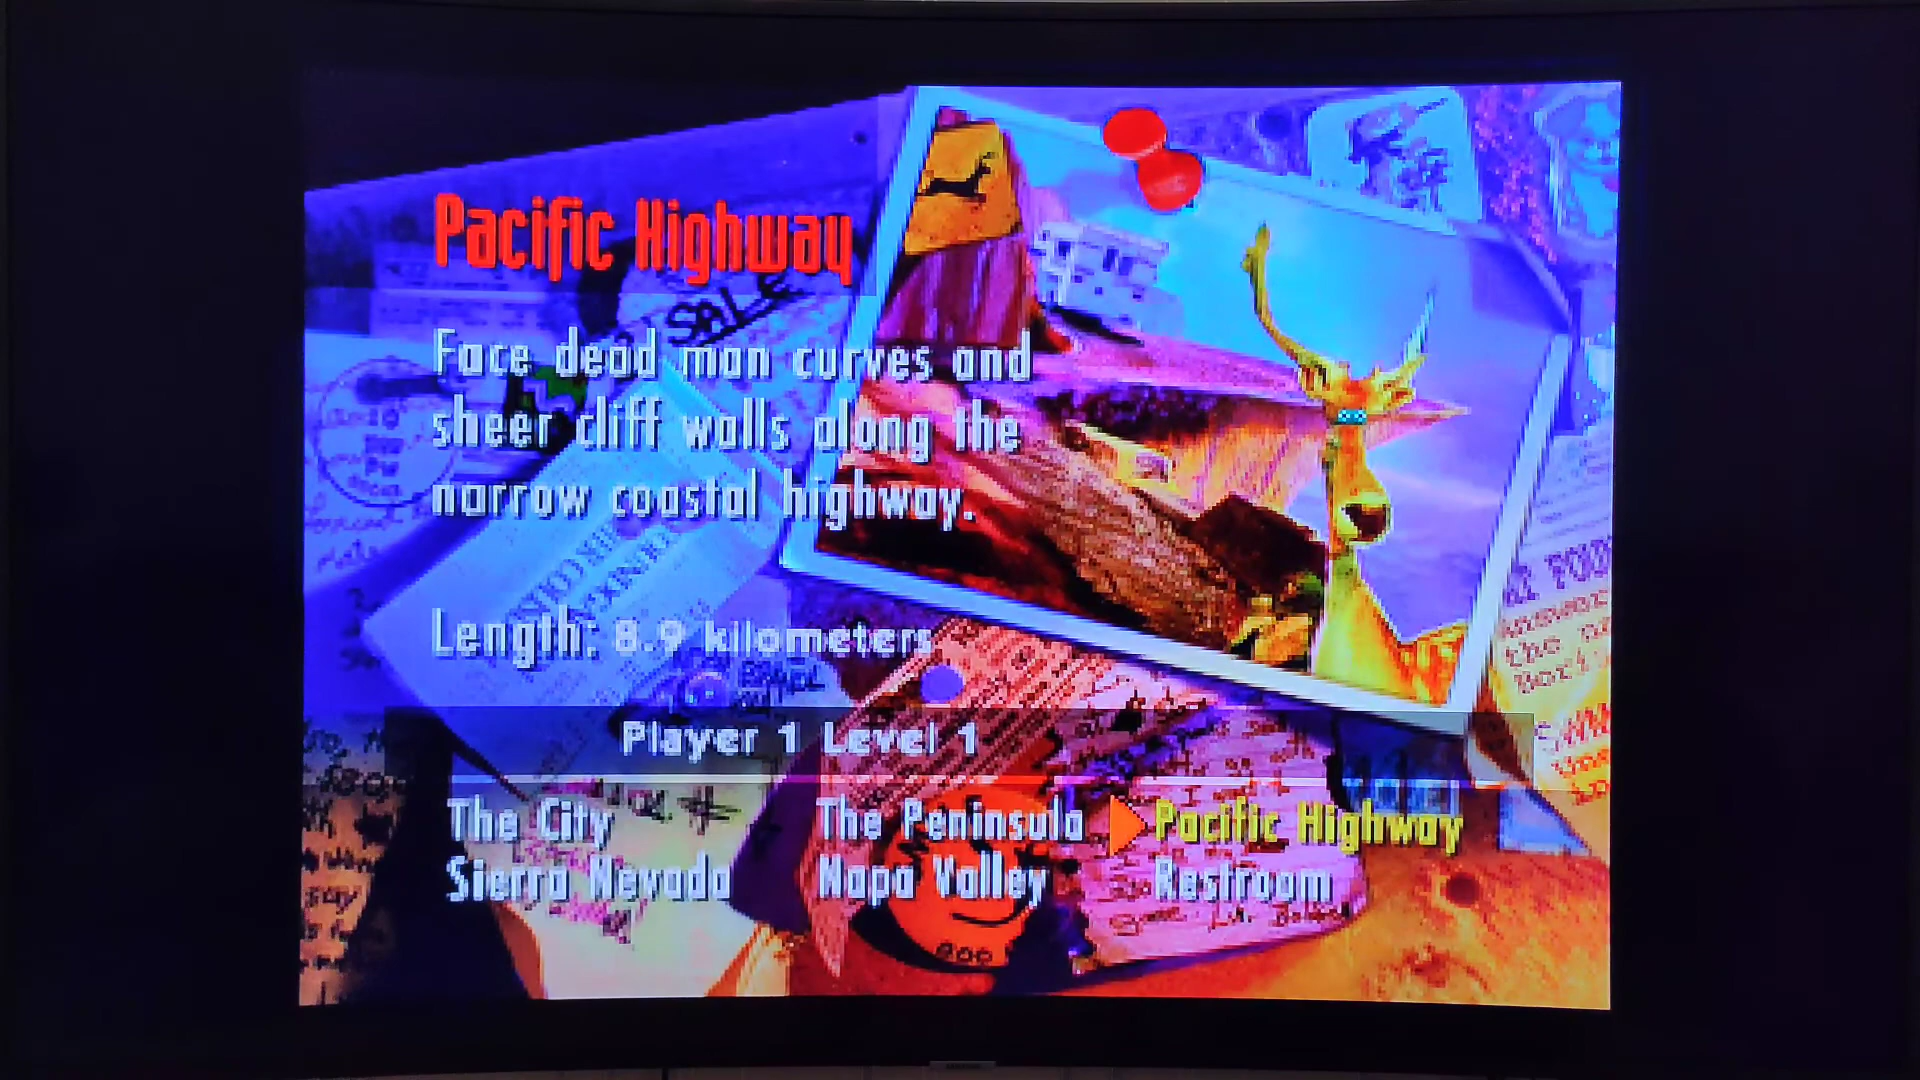 Pacific Highway
SALE
Face dead man curves and
sheer cliff walls along the
narrow coastal highway.
Length: 8.9 kilometers
Player 1 Level 1
The City
The Peninsula
Pacific Highway
Sierra Nevada
Napa Valley
Restroom